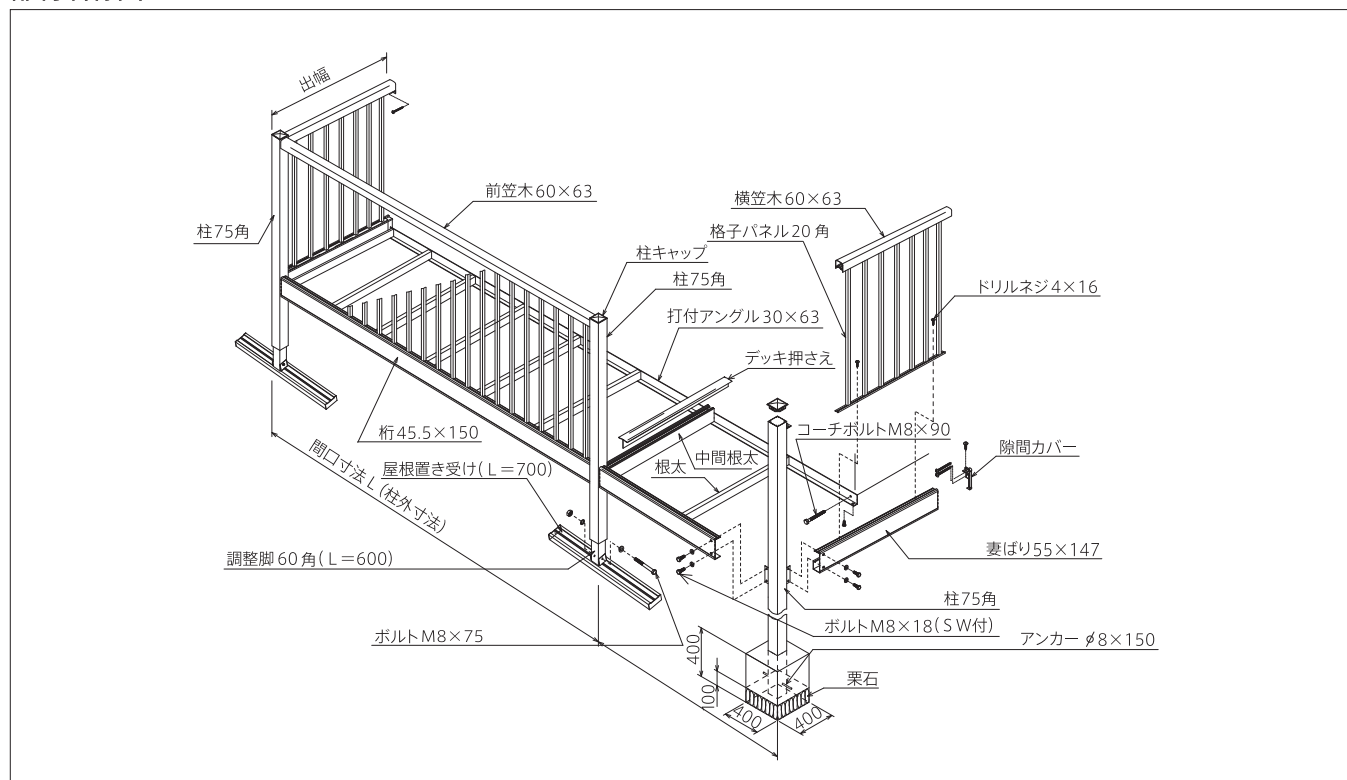 出幅
前笠木60×63
横笠木60×63
柱75角
格子パネル20角
柱キャップ
柱75角
ドリルネジ4×16
打付アングル30×63
デッキ押さえ
コーチボルトM8×90
桁45.5×150
中間根太
隙間カバー
屋根置き受け(L=700)
根太
間口寸法L(柱外寸法)
調整脚60角(L=600)
妻ばり55×147
柱75角
ボルトM8×18(SW付)
ボルトM8×75
アンカー φ8×150
400
栗石
100
400
400